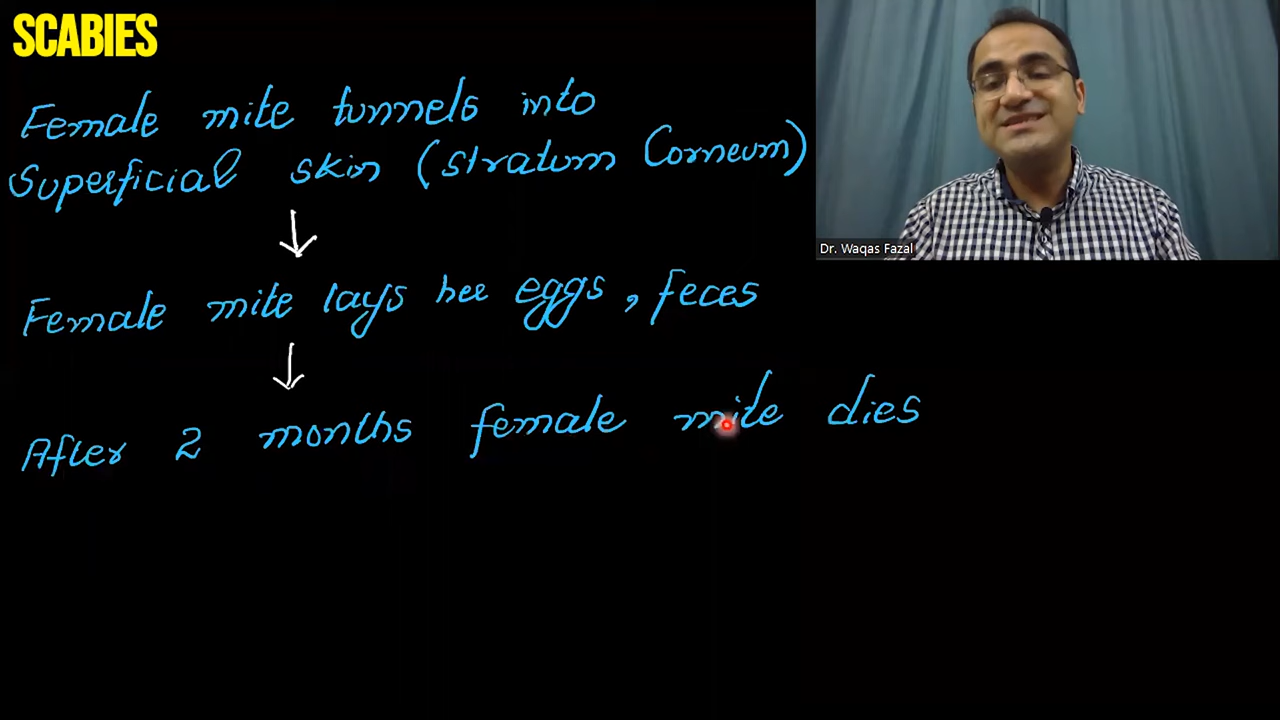 SCABIES
Female mite tunnels into
Superficial skin (stratum Corneum)
Dr. Waqas Fazal
Female mite lays her eggs, feces
After 2 months female mite dies